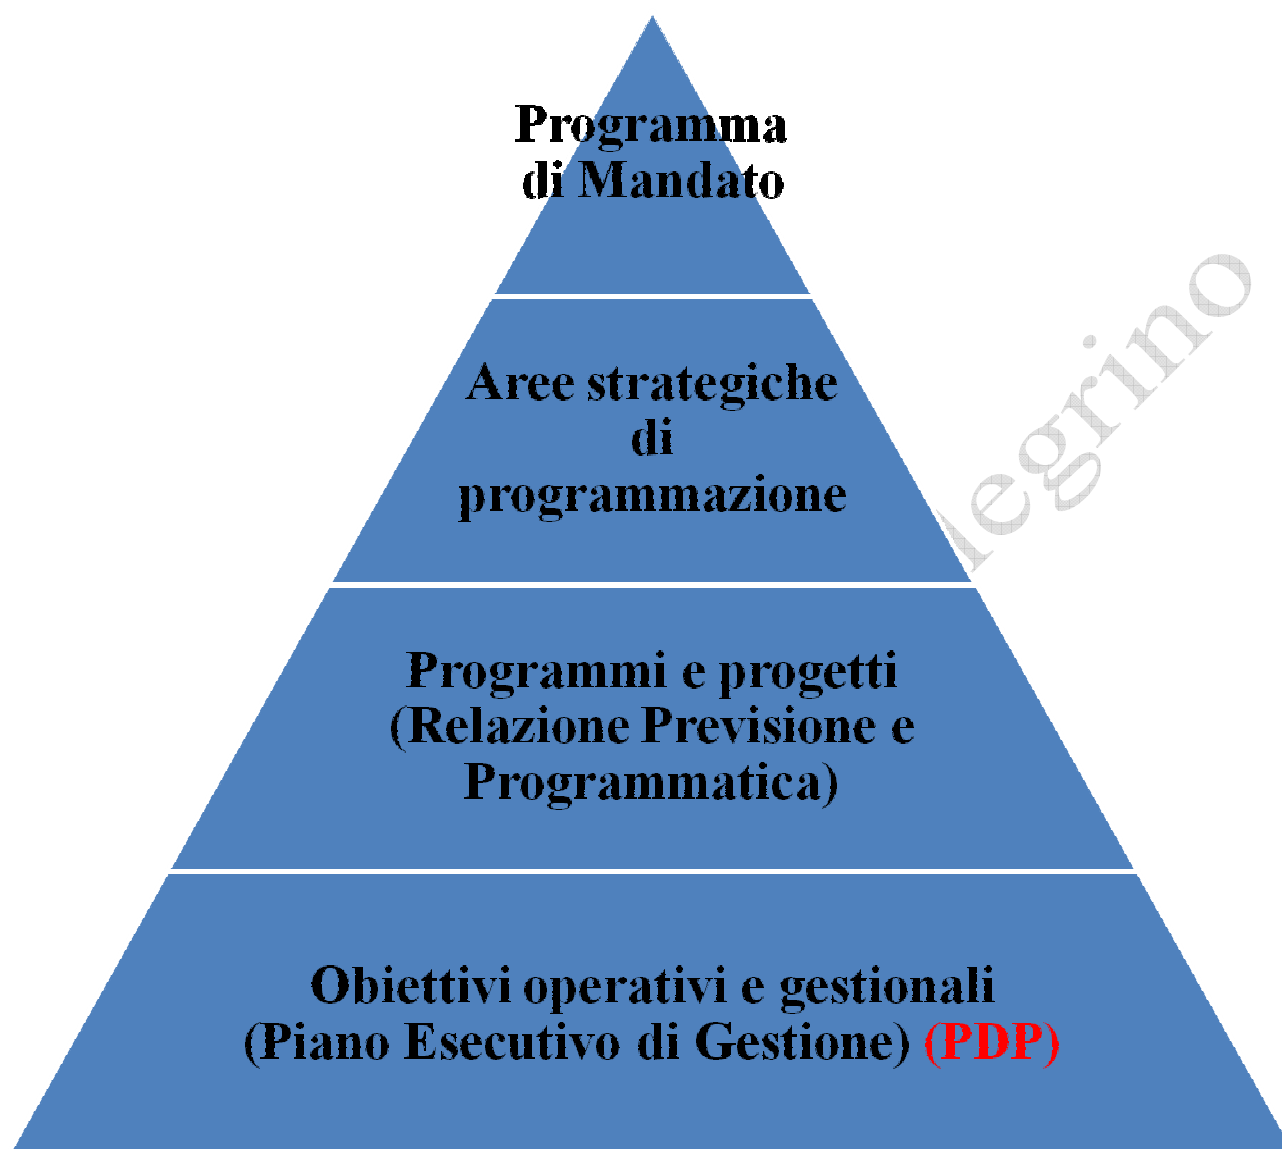 Programma
di Mandato
Aree strategiche
di
programmazione
Programmi e progetti
(Relazione Previsione e
Programmatica)
Obiettivi operativi e gestionali
(Piano Esecutivo di Gestione) (PDP)
legrino